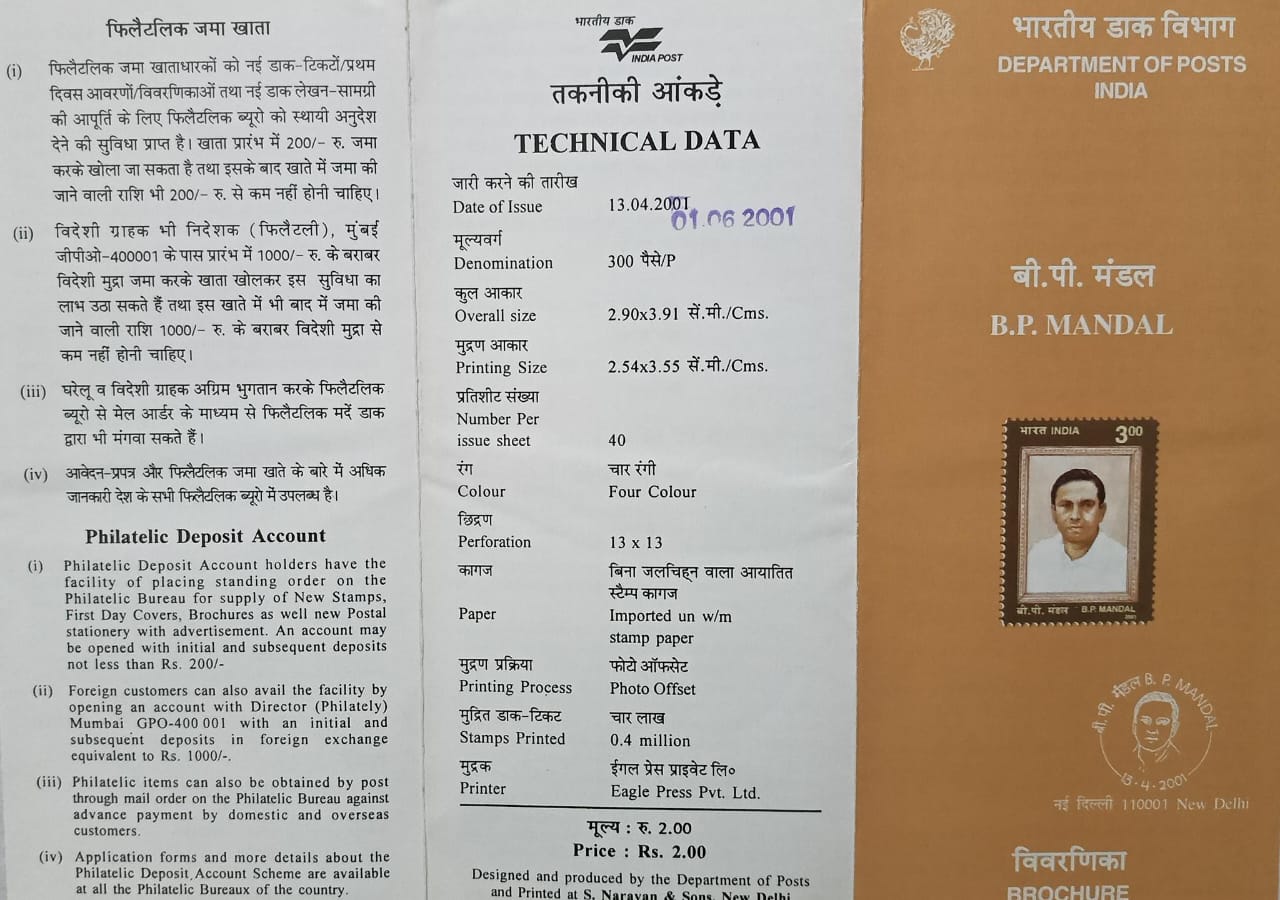 फिलैटलिक जमा खाता
(i) फिलैटलिक जमा खाताधारकों को नई डाक-टिकटों/प्रथम
दिवस आवरणों/विवरणिकाओं तथा नई डाक लेखन-सामग्री
की आपूर्ति के लिए फिलैटलिक ब्यूरो को स्थायी अनुदेश
देने की सुविधा प्राप्त है। खाता प्रारंभ में 200/- रु. जमा
करके खोला जा सकता है तथा इसके बाद खाते में जमा की
जाने वाली राशि भी 200/- रु. से कम नहीं होनी चाहिए।
(ii) विदेशी ग्राहक भी निदेशक (फिलैटली), मुंबई
जीपीओ-400001 के पास प्रारंभ में 1000/- रु. के बराबर
विदेशी मुद्रा जमा करके खाता खोलकर इस सुविधा का
लाभ उठा सकते हैं तथा इस खाते में भी बाद में जमा की
जाने वाली राशि 1000/- रु. के बराबर विदेशी मुद्रा से
कम नहीं होनी चाहिए।
(iii) घरेलू व विदेशी ग्राहक अग्रिम भुगतान करके फिलैटलिक
ब्यूरो से मेल आर्डर के माध्यम से फिलैटलिक मदें डाक
द्वारा भी मंगवा सकते हैं।
(iv) आवेदन-प्रपत्र और फिलैटलिक जमा खाते के बारे में अधिक
जानकारी देश के सभी फिलैटलिक ब्यूरो में उपलब्ध है।
Philatelic Deposit Account
(i) Philatelic Deposit Account holders have the
facility of placing standing order on the
Philatelic Bureau for supply of New Stamps,
First Day Covers, Brochures as well new Postal
stationery with advertisement. An account may
be opened with initial and subsequent deposits
not less than Rs. 200/-
(ii) Foreign customers can also avail the facility by
opening an account with Director (Philately)
Mumbai GPO-400 001 with an initial and
subsequent deposits in foreign exchange
equivalent to Rs. 1000/-.
(iii) Philatelic items can also be obtained by post
through mail order on the Philatelic Bureau against
advance payment by domestic and overseas
customers.
(iv) Application forms and more details about the
Philatelic Deposit Account Scheme are available
at all the Philatelic Bureaux of the country.
भारतीय डाक
INDIA POST
तकनीकी आंकड़े
TECHNICAL DATA
जारी करने की तारीख
Date of Issue 13.04.2001
01.06 2001
मूल्यवर्ग
Denomination 300 पैसे/P
कुल आकार
Overall size 2.90x3.91 सें.मी./Cms.
मुद्रण आकार
Printing Size 2.54x3.55 सें.मी./Cms.
प्रतिशीट संख्या
Number Per
issue sheet 40
रंग चार रंगी
Colour Four Colour
छिद्रण
Perforation 13 x 13
कागज बिना जलचिह्न वाला आयातित
स्टैम्प कागज
Paper Imported un w/m
stamp paper
मुद्रण प्रक्रिया फोटो ऑफसेट
Printing Process Photo Offset
मुद्रित डाक-टिकट चार लाख
Stamps Printed 0.4 million
मुद्रक ईगल प्रेस प्राइवेट लि०
Printer Eagle Press Pvt. Ltd.
मूल्य : रु. 2.00
Price : Rs. 2.00
Designed and produced by the Department of Posts
and Printed at S. Narayan & Sons, New Delhi
भारतीय डाक विभाग
DEPARTMENT OF POSTS
INDIA
बी.पी. मंडल
B.P. MANDAL
भारत INDIA 3 00
बी.पी. मंडल B.P. MANDAL
2001
बी. पी. मंडल B. P. MANDAL
13-4-2001
नई दिल्ली 110001 New Delhi
विवरणिका
BROCHURE